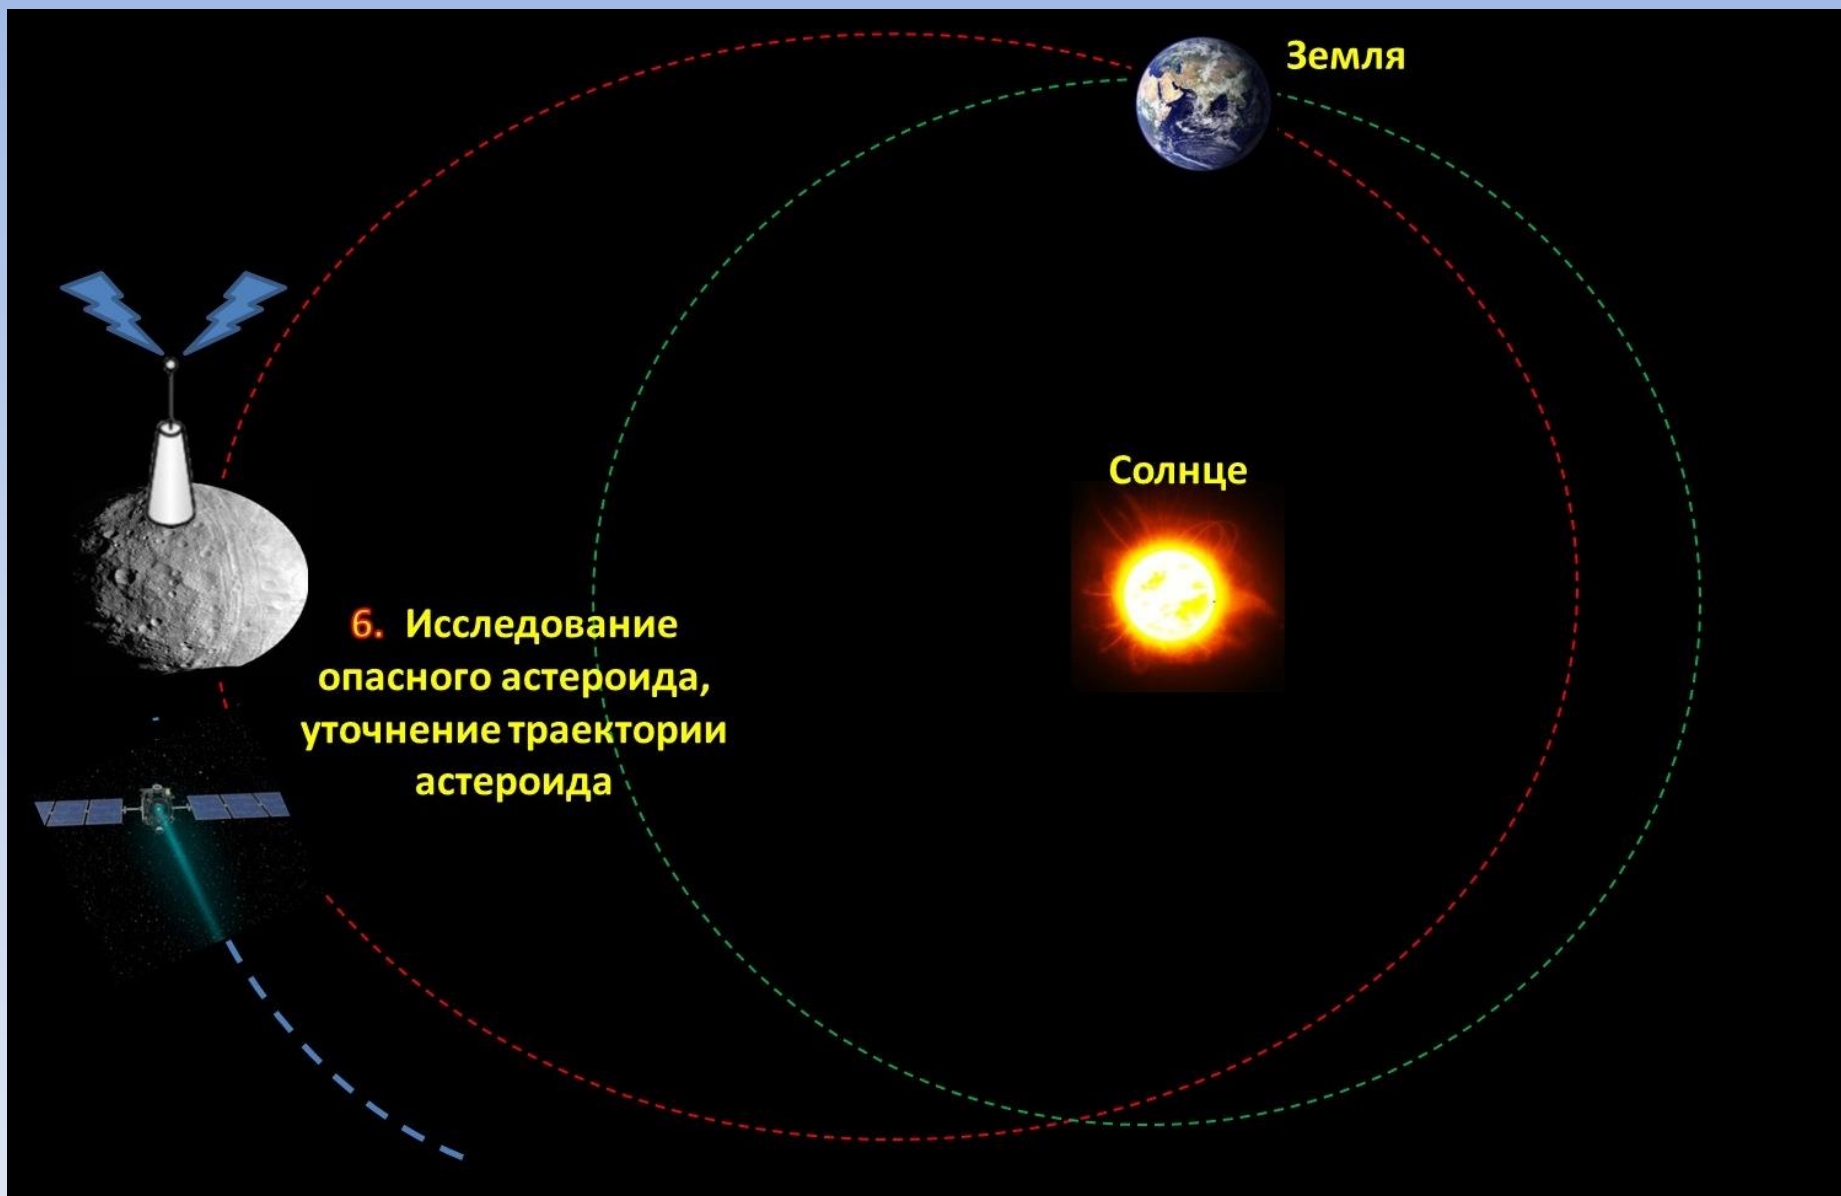 Земля
Солнце
6. Исследование
опасного астероида,
уточнение траектории
астероида